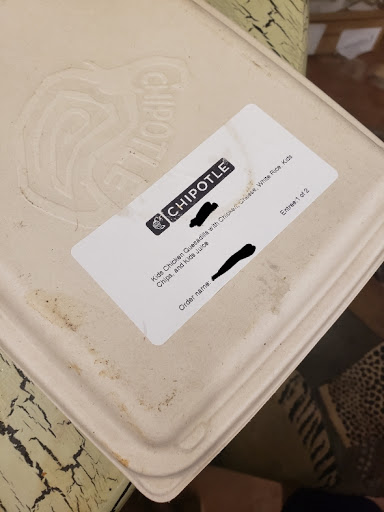 CHIPOTLE
CHIPOTLE
Kids Chicken Quesadilla with Chicken, Cheese, White Rice, Kids
Chips, and Kids Juice
Entree 1 of 2
Order name: